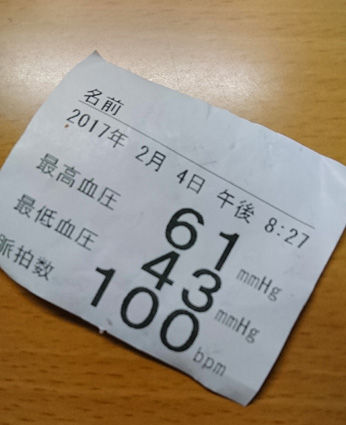 名前
2017年 2月 4日 午後 8:27
最高血圧 61 mmHg
最低血圧 43 mmHg
脈拍数 100 bpm